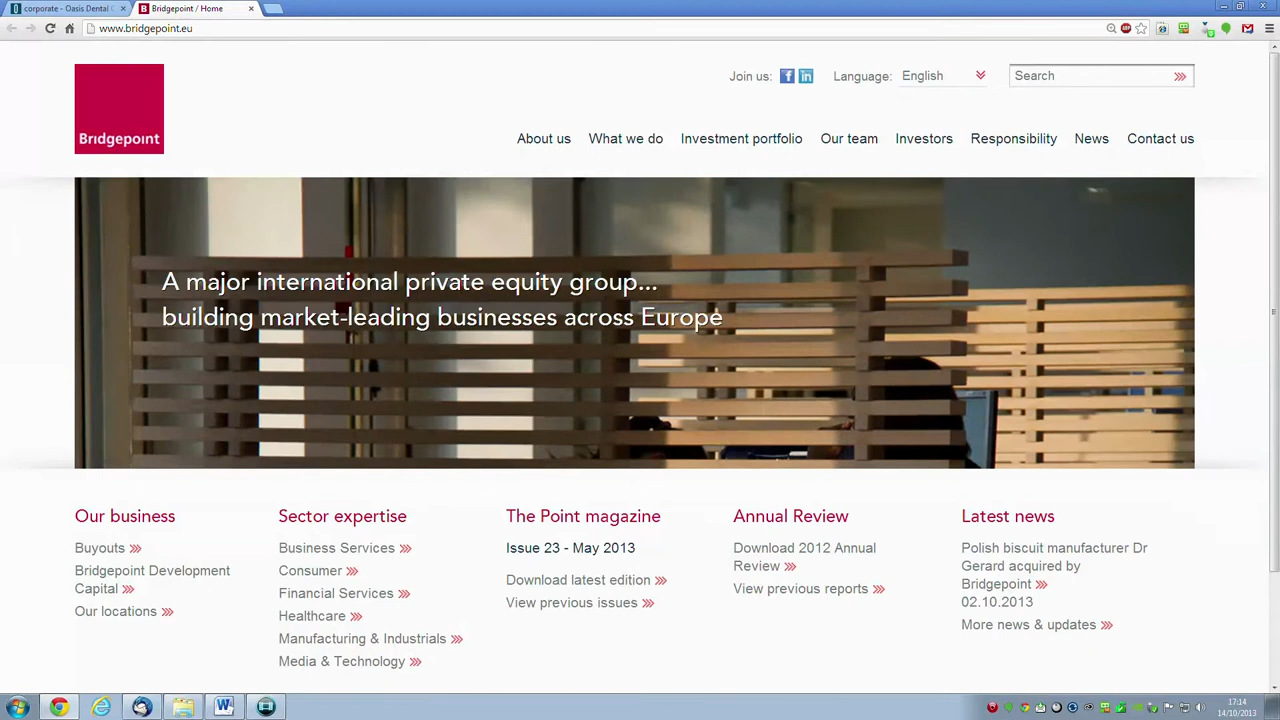 corporate - Oasis Dental C
Bridgepoint / Home
www.bridgepoint.eu
Join us:
Language: English
Search
Bridgepoint
About us What we do Investment portfolio Our team Investors Responsibility News Contact us
A major international private equity group...
building market-leading businesses across Europe
Our business
Buyouts
Bridgepoint Development
Capital
Our locations
Sector expertise
Business Services
Consumer
Financial Services
Healthcare
Manufacturing & Industrials
Media & Technology
The Point magazine
Issue 23 - May 2013
Download latest edition
View previous issues
Annual Review
Download 2012 Annual
Review
View previous reports
Latest news
Polish biscuit manufacturer Dr
Gerard acquired by
Bridgepoint
02.10.2013
More news & updates
17:14
14/10/2013